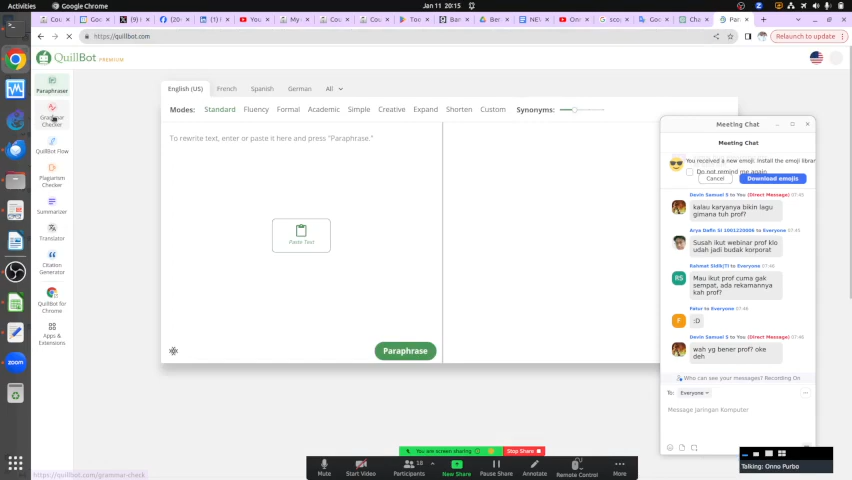 Activities
Google Chrome
Jan 11 20:15
https://quillbot.com
Relaunch to update
QuillBot PREMIUM
English (US) French Spanish German All
Modes: Standard Fluency Formal Academic Simple Creative Expand Shorten Custom Synonyms:
To rewrite text, enter or paste it here and press "Paraphrase."
Paste Text
Paraphrase
Paraphraser
Grammar
Checker
QuillBot Flow
Plagiarism
Checker
Summarizer
Translator
Citation
Generator
QuillBot for
Chrome
Apps &
Extensions
https://quillbot.com/grammar-check
Meeting Chat
Meeting Chat
You received a new emoji. Install the emoji librar
Do not remind me again
Cancel Download emojis
Devin Samuel S to You (Direct Message) 07:45
kalau karyanya bikin lagu
gimana tuh prof?
Arya Dafin SI 1001220006 to Everyone 07:45
Susah ikut webinar prof klo
udah jadi budak korporat
07:46
Mau ikut prof cuma gak
sempat, ada rekamannya
kah prof?
Fater to Everyone 07:46
:D
Devin Samuel S to You (Direct Message) 07:46
wah yg bener prof? oke
deh
Who can see your messages? Recording On
To: Everyone
Message Jaringan Komputer
You are screen sharing
Stop Share
Mute Start Video Participants 10 New Share Pause Share Annotate Remote Control More
Talking: Onno Purbo
zoom